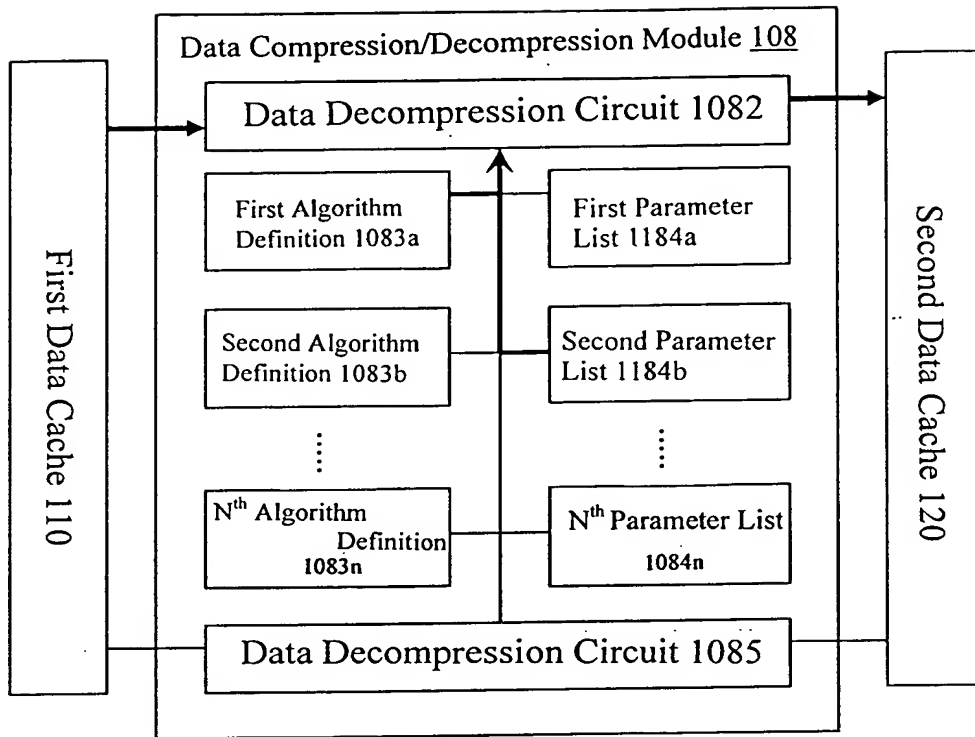 Data Compression/Decompression Module 108
Data Decompression Circuit 1082
First Algorithm
Definition 1083a
First Parameter
List 1184a
Second Algorithm
Definition 1083b
Second Parameter
List 1184b
Nth Algorithm
Definition
1083n
Nth Parameter List
1084n
Data Decompression Circuit 1085
First Data Cache 110
Second Data Cache 120